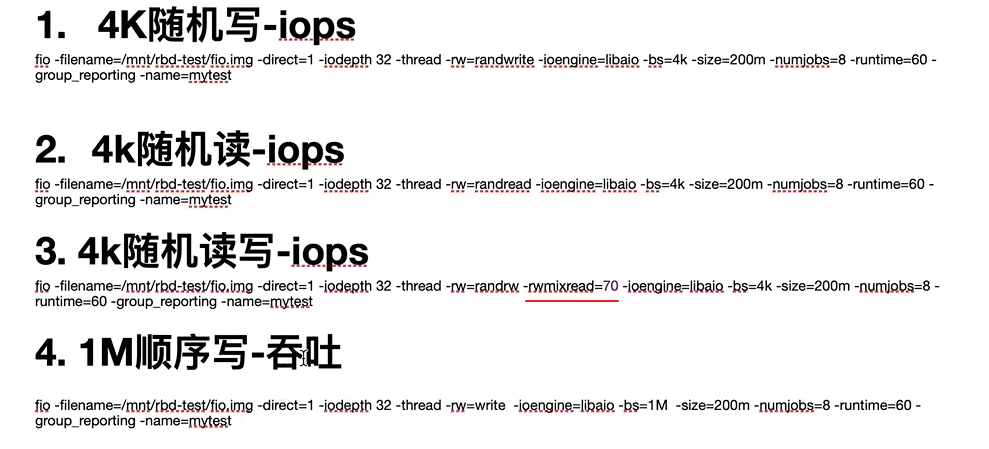 1. 4K随机写-iops
fio -filename=/mnt/rbd-test/fio.img -direct=1 -iodepth 32 -thread -rw=randwrite -ioengine=libaio -bs=4k -size=200m -numjobs=8 -runtime=60 -
group_reporting -name=mytest
2. 4k随机读-iops
fio -filename=/mnt/rbd-test/fio.img -direct=1 -iodepth 32 -thread -rw=randread -ioengine=libaio -bs=4k -size=200m -numjobs=8 -runtime=60 -
group_reporting -name=mytest
3. 4k随机读写-iops
fio -filename=/mnt/rbd-test/fio.img -direct=1 -iodepth 32 -thread -rw=randrw -rwmixread=70 -ioengine=libaio -bs=4k -size=200m -numjobs=8 -
runtime=60 -group_reporting -name=mytest
4. 1M顺序写-吞吐
fio -filename=/mnt/rbd-test/fio.img -direct=1 -iodepth 32 -thread -rw=write -ioengine=libaio -bs=1M -size=200m -numjobs=8 -runtime=60 -
group_reporting -name=mytest